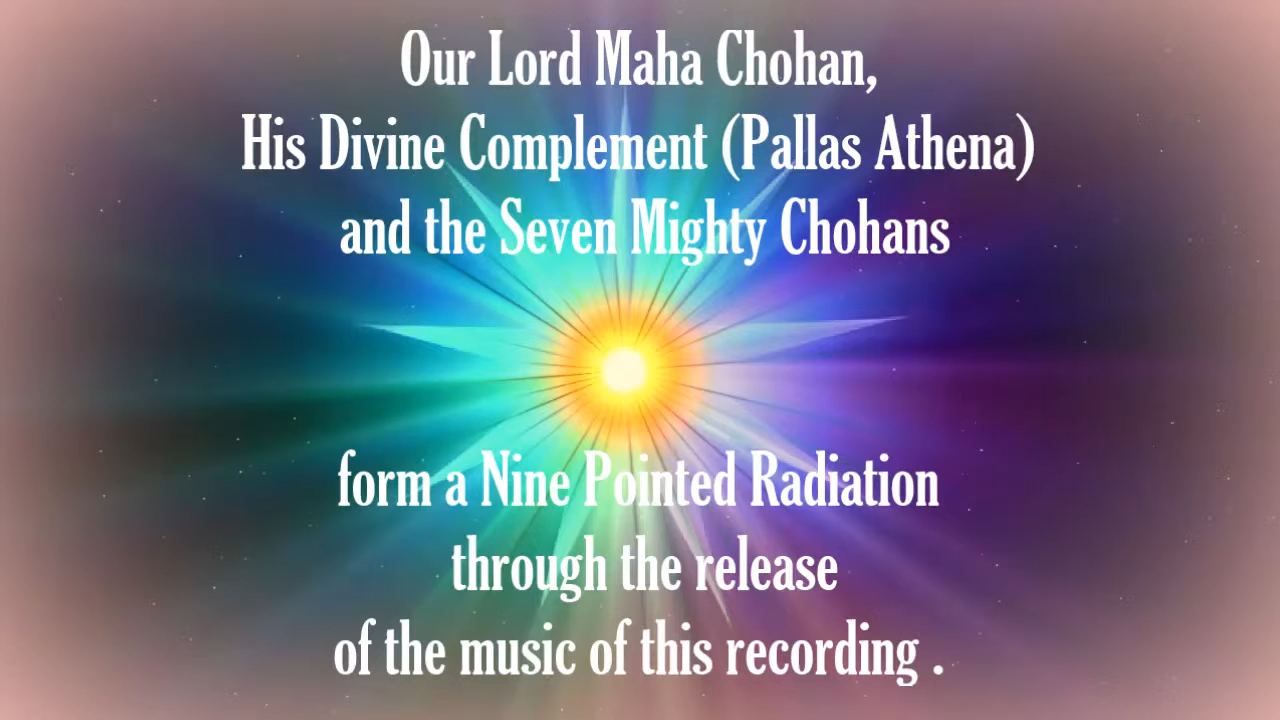 Our Lord Maha Chohan,
His Divine Complement (Pallas Athena)
and the Seven Mighty Chohans
form a Nine Pointed Radiation
through the release
of the music of this recording .